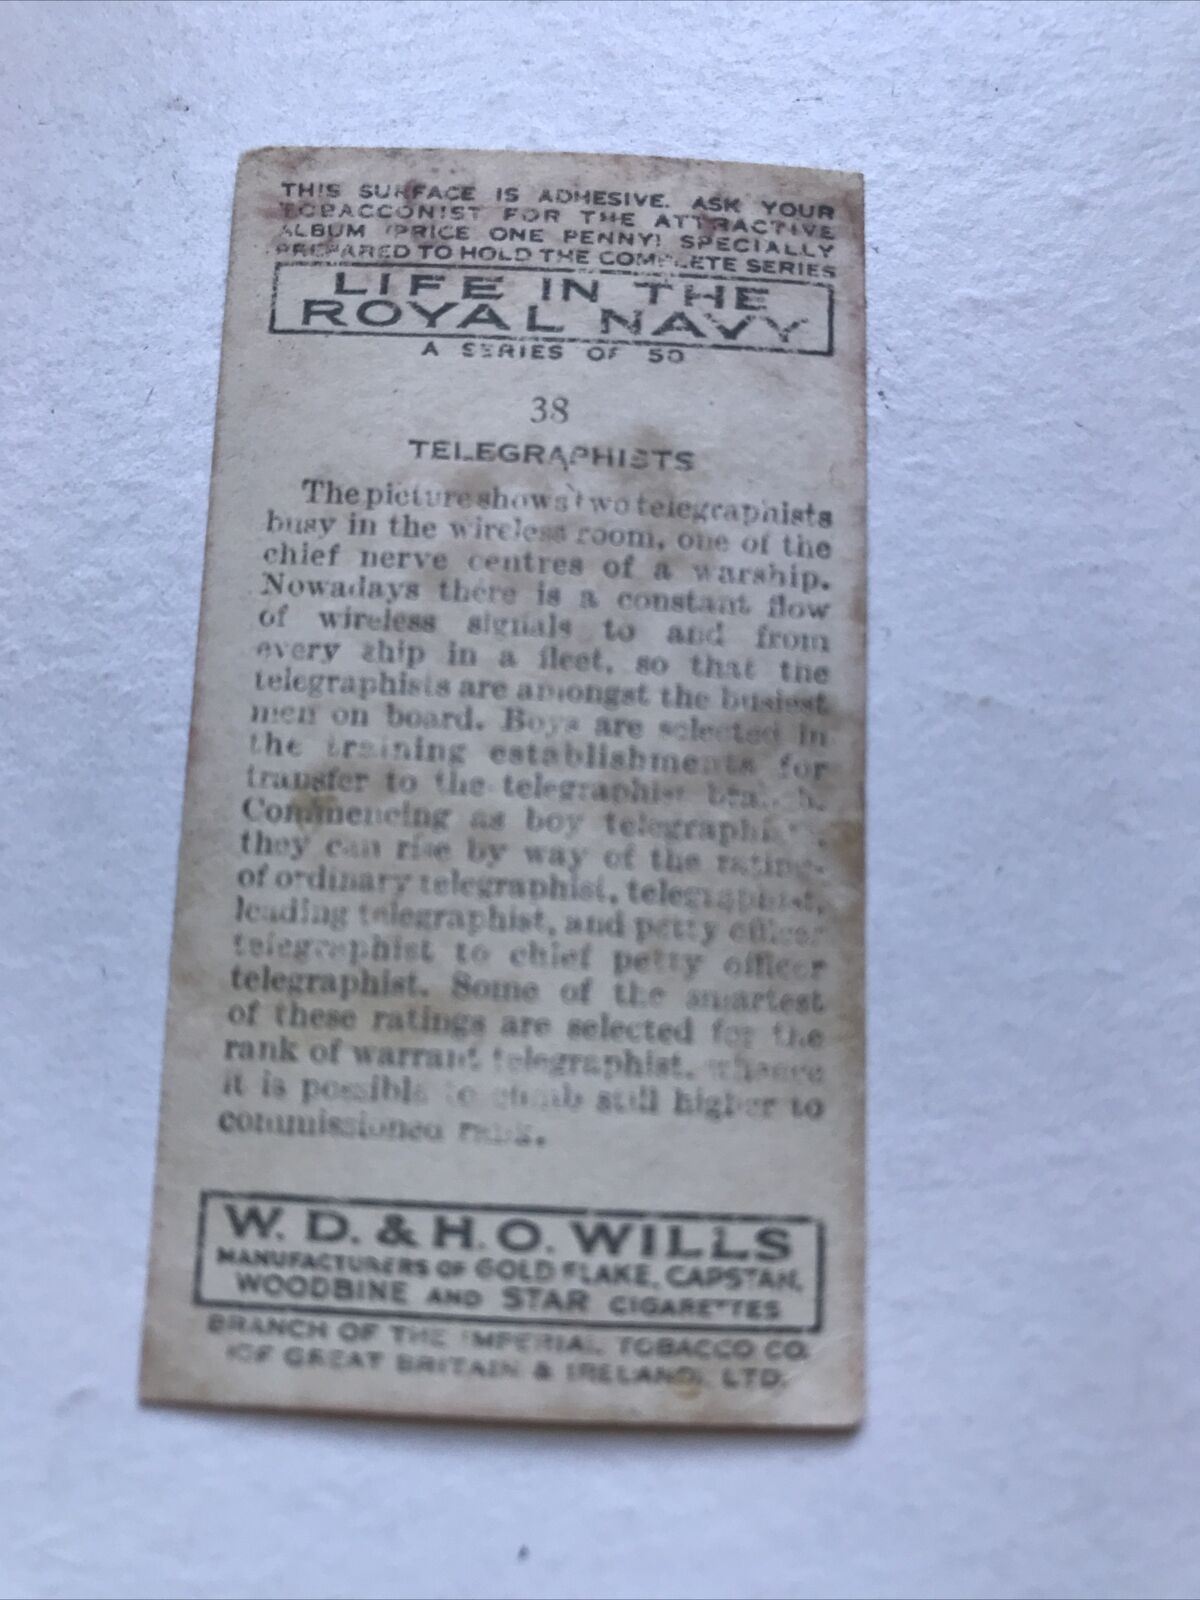 THIS SURFACE IS ADHESIVE. ASK YOUR
TOBACCONIST FOR THE ATTRACTIVE
ALBUM (PRICE ONE PENNY) SPECIALLY
PREPARED TO HOLD THE COMPLETE SERIES
LIFE IN THE
ROYAL NAVY
A SERIES OF 50
38
TELEGRAPHISTS
The picture shows two telegraphists
busy in the wireless room, one of the
chief nerve centres of a warship.
Nowadays there is a constant flow
of wireless signals to and from
every ship in a fleet, so that the
telegraphists are amongst the busiest
men on board. Boys are selected in
the training establishments for
transfer to the telegraphist branch.
Commencing as boy telegraphists,
they can rise by way of the ratings
of ordinary telegraphist, telegraphist,
leading telegraphist, and petty officer
telegraphist to chief petty officer
telegraphist. Some of the smartest
of these ratings are selected for the
rank of warrant telegraphist, whence
it is possible to climb still higher to
commissioned rank.
W. D. & H. O. WILLS
MANUFACTURERS OF GOLD FLAKE, CAPSTAN,
WOODBINE AND STAR CIGARETTES
BRANCH OF THE IMPERIAL TOBACCO CO.
(OF GREAT BRITAIN & IRELAND), LTD.